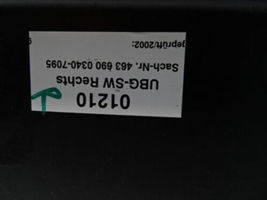 01210
UBG-SW Rechts
Sach-Nr. 463 690 0340-7095
geprüft/2002: